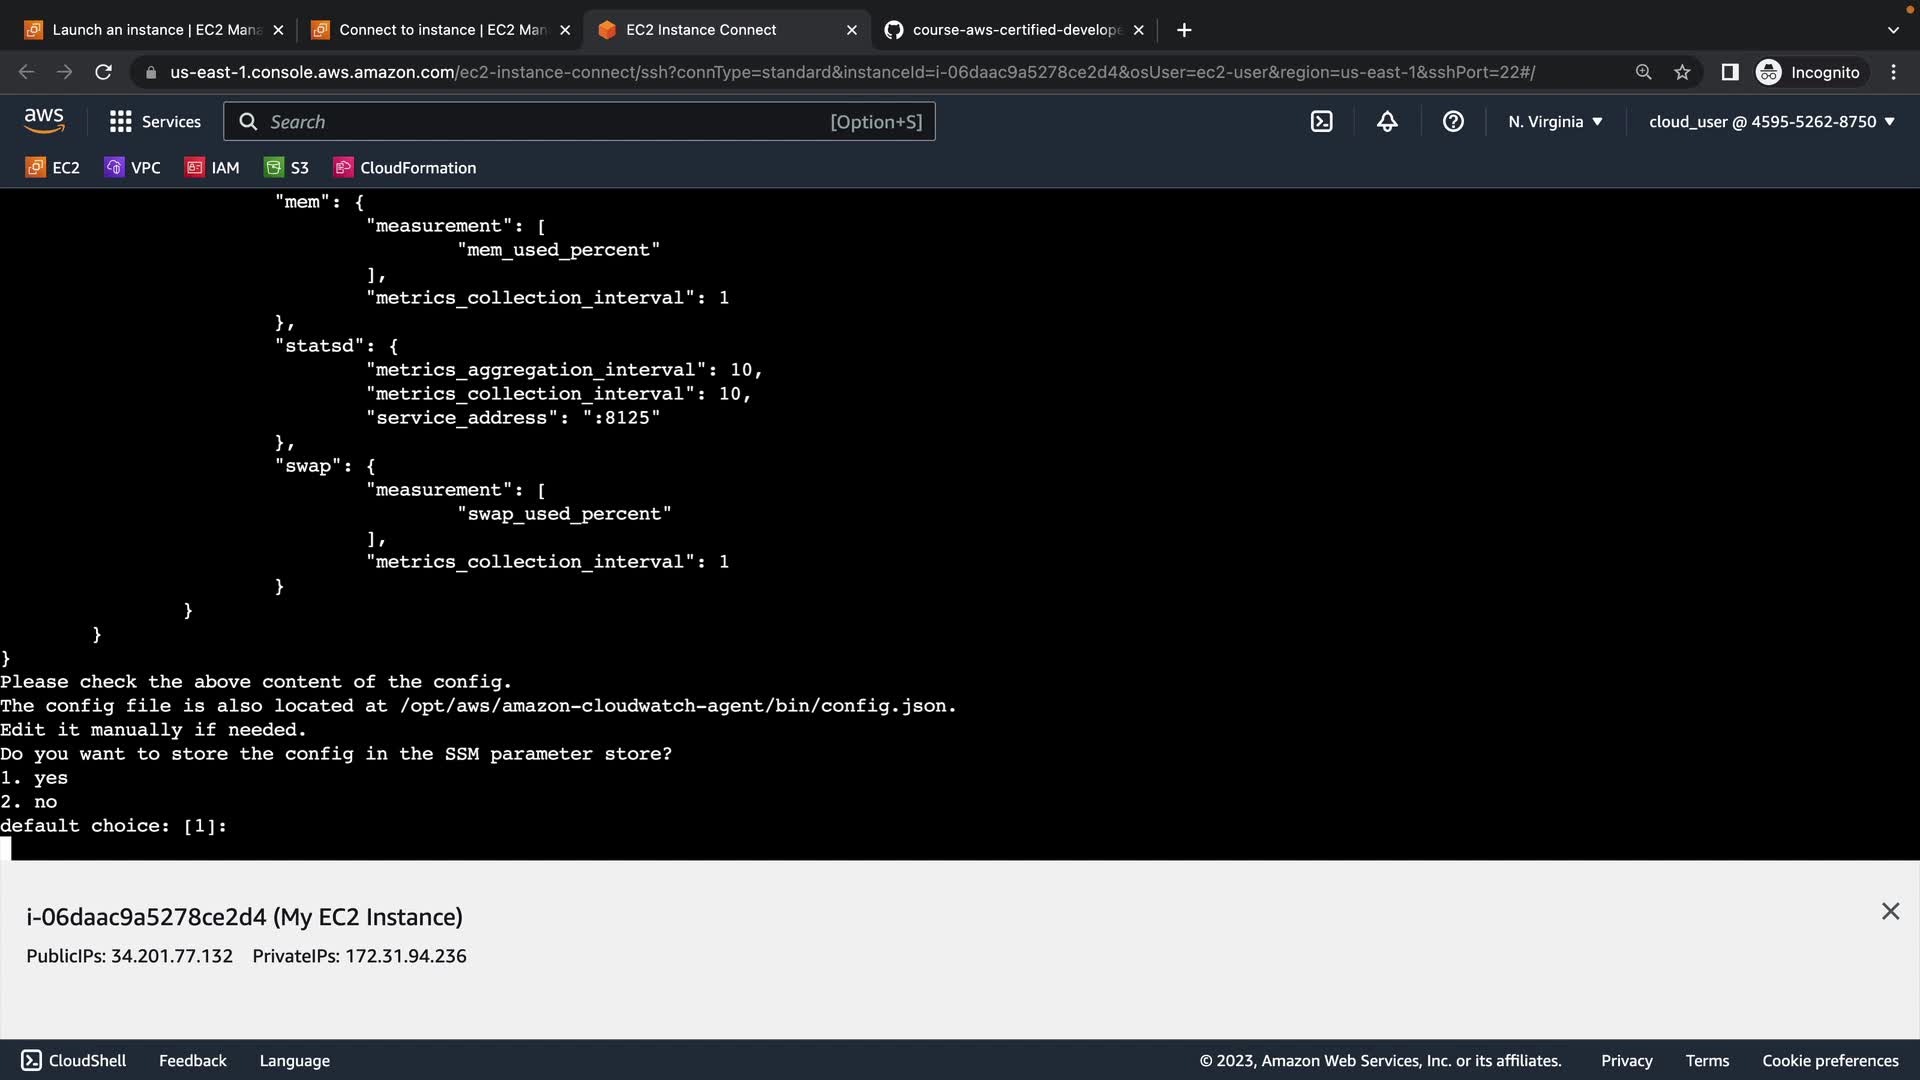 Launch an instance | EC2 Mana
Connect to instance | EC2 Man
EC2 Instance Connect
course-aws-certified-develope
us-east-1.console.aws.amazon.com/ec2-instance-connect/ssh?connType=standard&instanceId=i-06daac9a5278ce2d4&osUser=ec2-user&region=us-east-1&sshPort=22#/
Incognito
aws
Services
Search
[Option+S]
N. Virginia
cloud_user @ 4595-5262-8750
EC2
VPC
IAM
S3
CloudFormation
"mem": {
"measurement": [
"mem_used_percent"
],
"metrics_collection_interval": 1
},
"statsd": {
"metrics_aggregation_interval": 10,
"metrics_collection_interval": 10,
"service_address": ":8125"
},
"swap": {
"measurement": [
"swap_used_percent"
],
"metrics_collection_interval": 1
}
}
}
}
Please check the above content of the config.
The config file is also located at /opt/aws/amazon-cloudwatch-agent/bin/config.json.
Edit it manually if needed.
Do you want to store the config in the SSM parameter store?
1. yes
2. no
default choice: [1]:
i-06daac9a5278ce2d4 (My EC2 Instance)
PublicIPs: 34.201.77.132 PrivateIPs: 172.31.94.236
CloudShell
Feedback
Language
© 2023, Amazon Web Services, Inc. or its affiliates.
Privacy
Terms
Cookie preferences